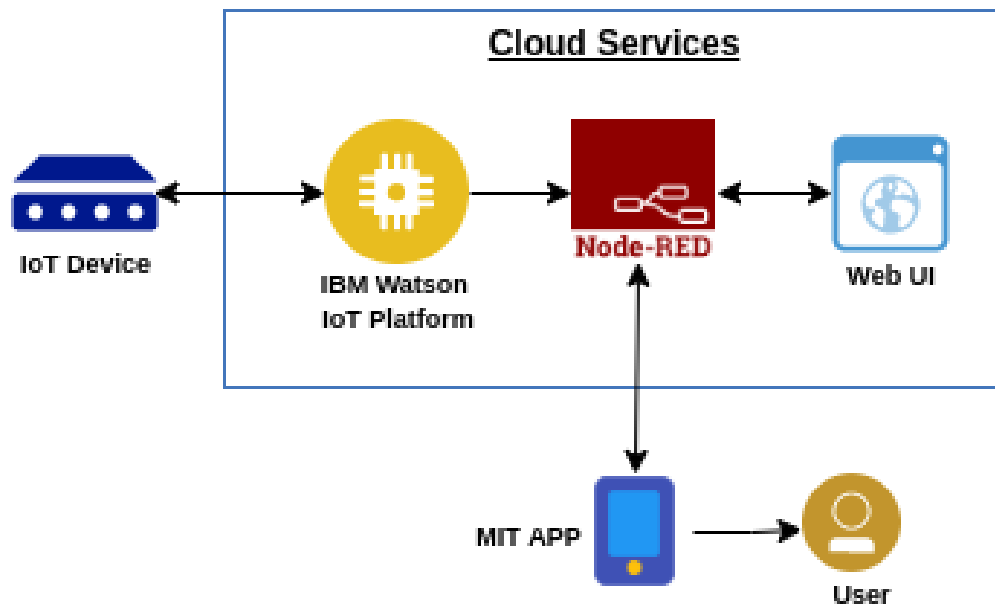 Cloud Services
IoT Device
IBM Watson
IoT Platform
Node-RED
Web UI
MIT APP
User